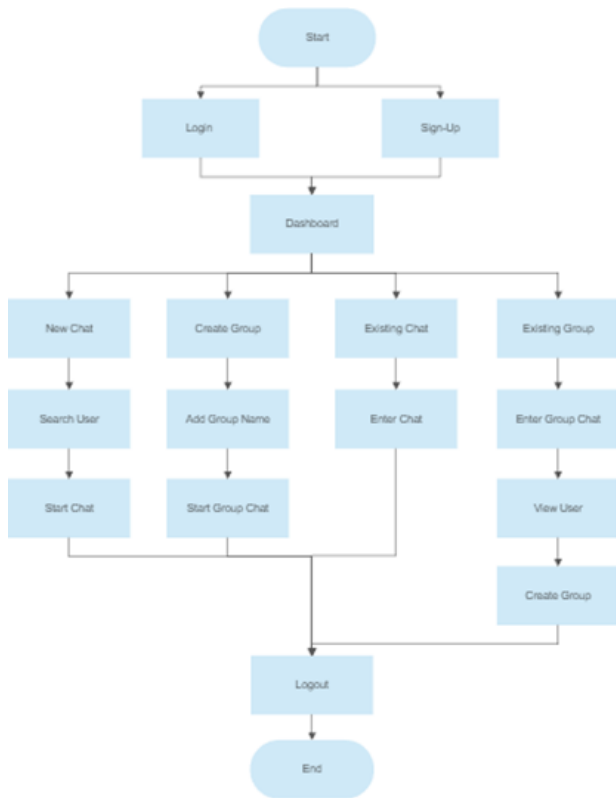 Start
Login
Sign-Up
Dashboard
New Chat
Create Group
Existing Chat
Existing Group
Search User
Add Group Name
Enter Chat
Enter Group Chat
Start Chat
Start Group Chat
View User
Create Group
Logout
End